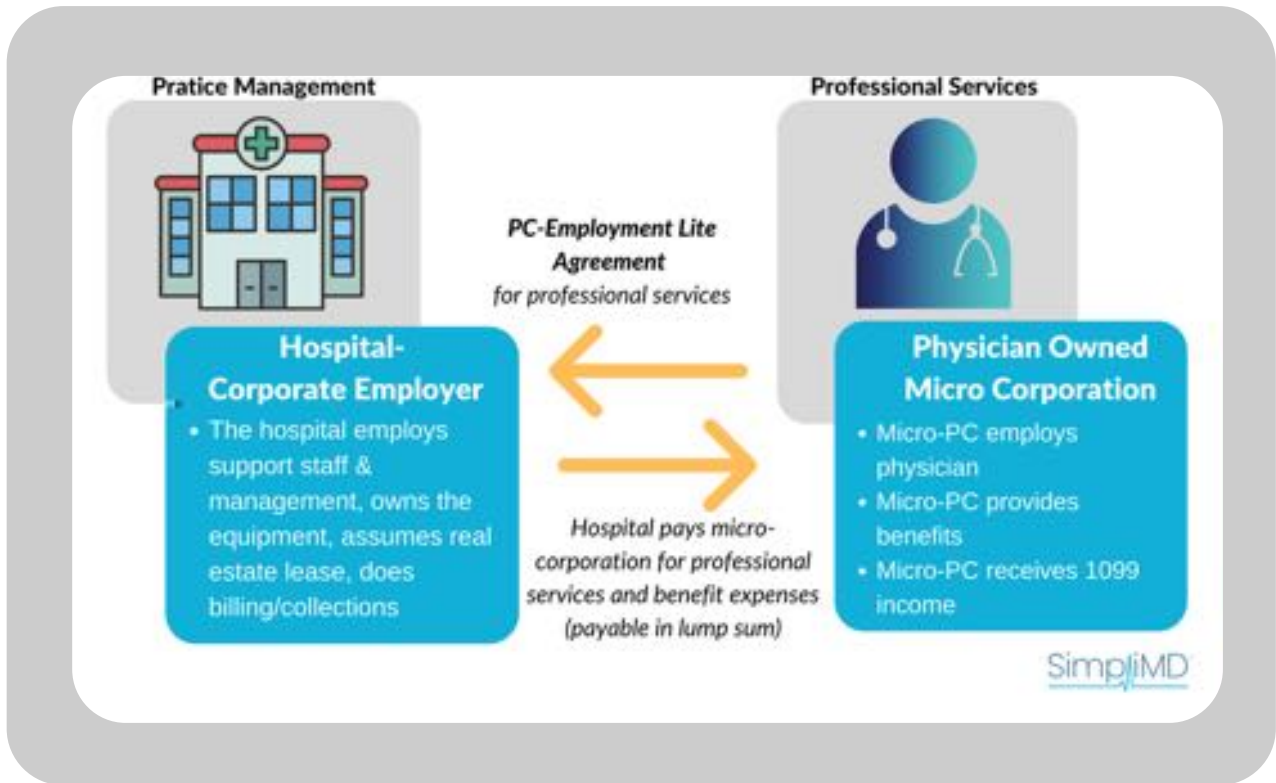 Pratice Management
Professional Services
PC-Employment Lite
Agreement
for professional services
Hospital-
Corporate Employer
• The hospital employs
support staff &
management, owns the
equipment, assumes real
estate lease, does
billing/collections
Hospital pays micro-
corporation for professional
services and benefit expenses
(payable in lump sum)
Physician Owned
Micro Corporation
• Micro-PC employs
physician
• Micro-PC provides
benefits
• Micro-PC receives 1099
income
SimpliMD